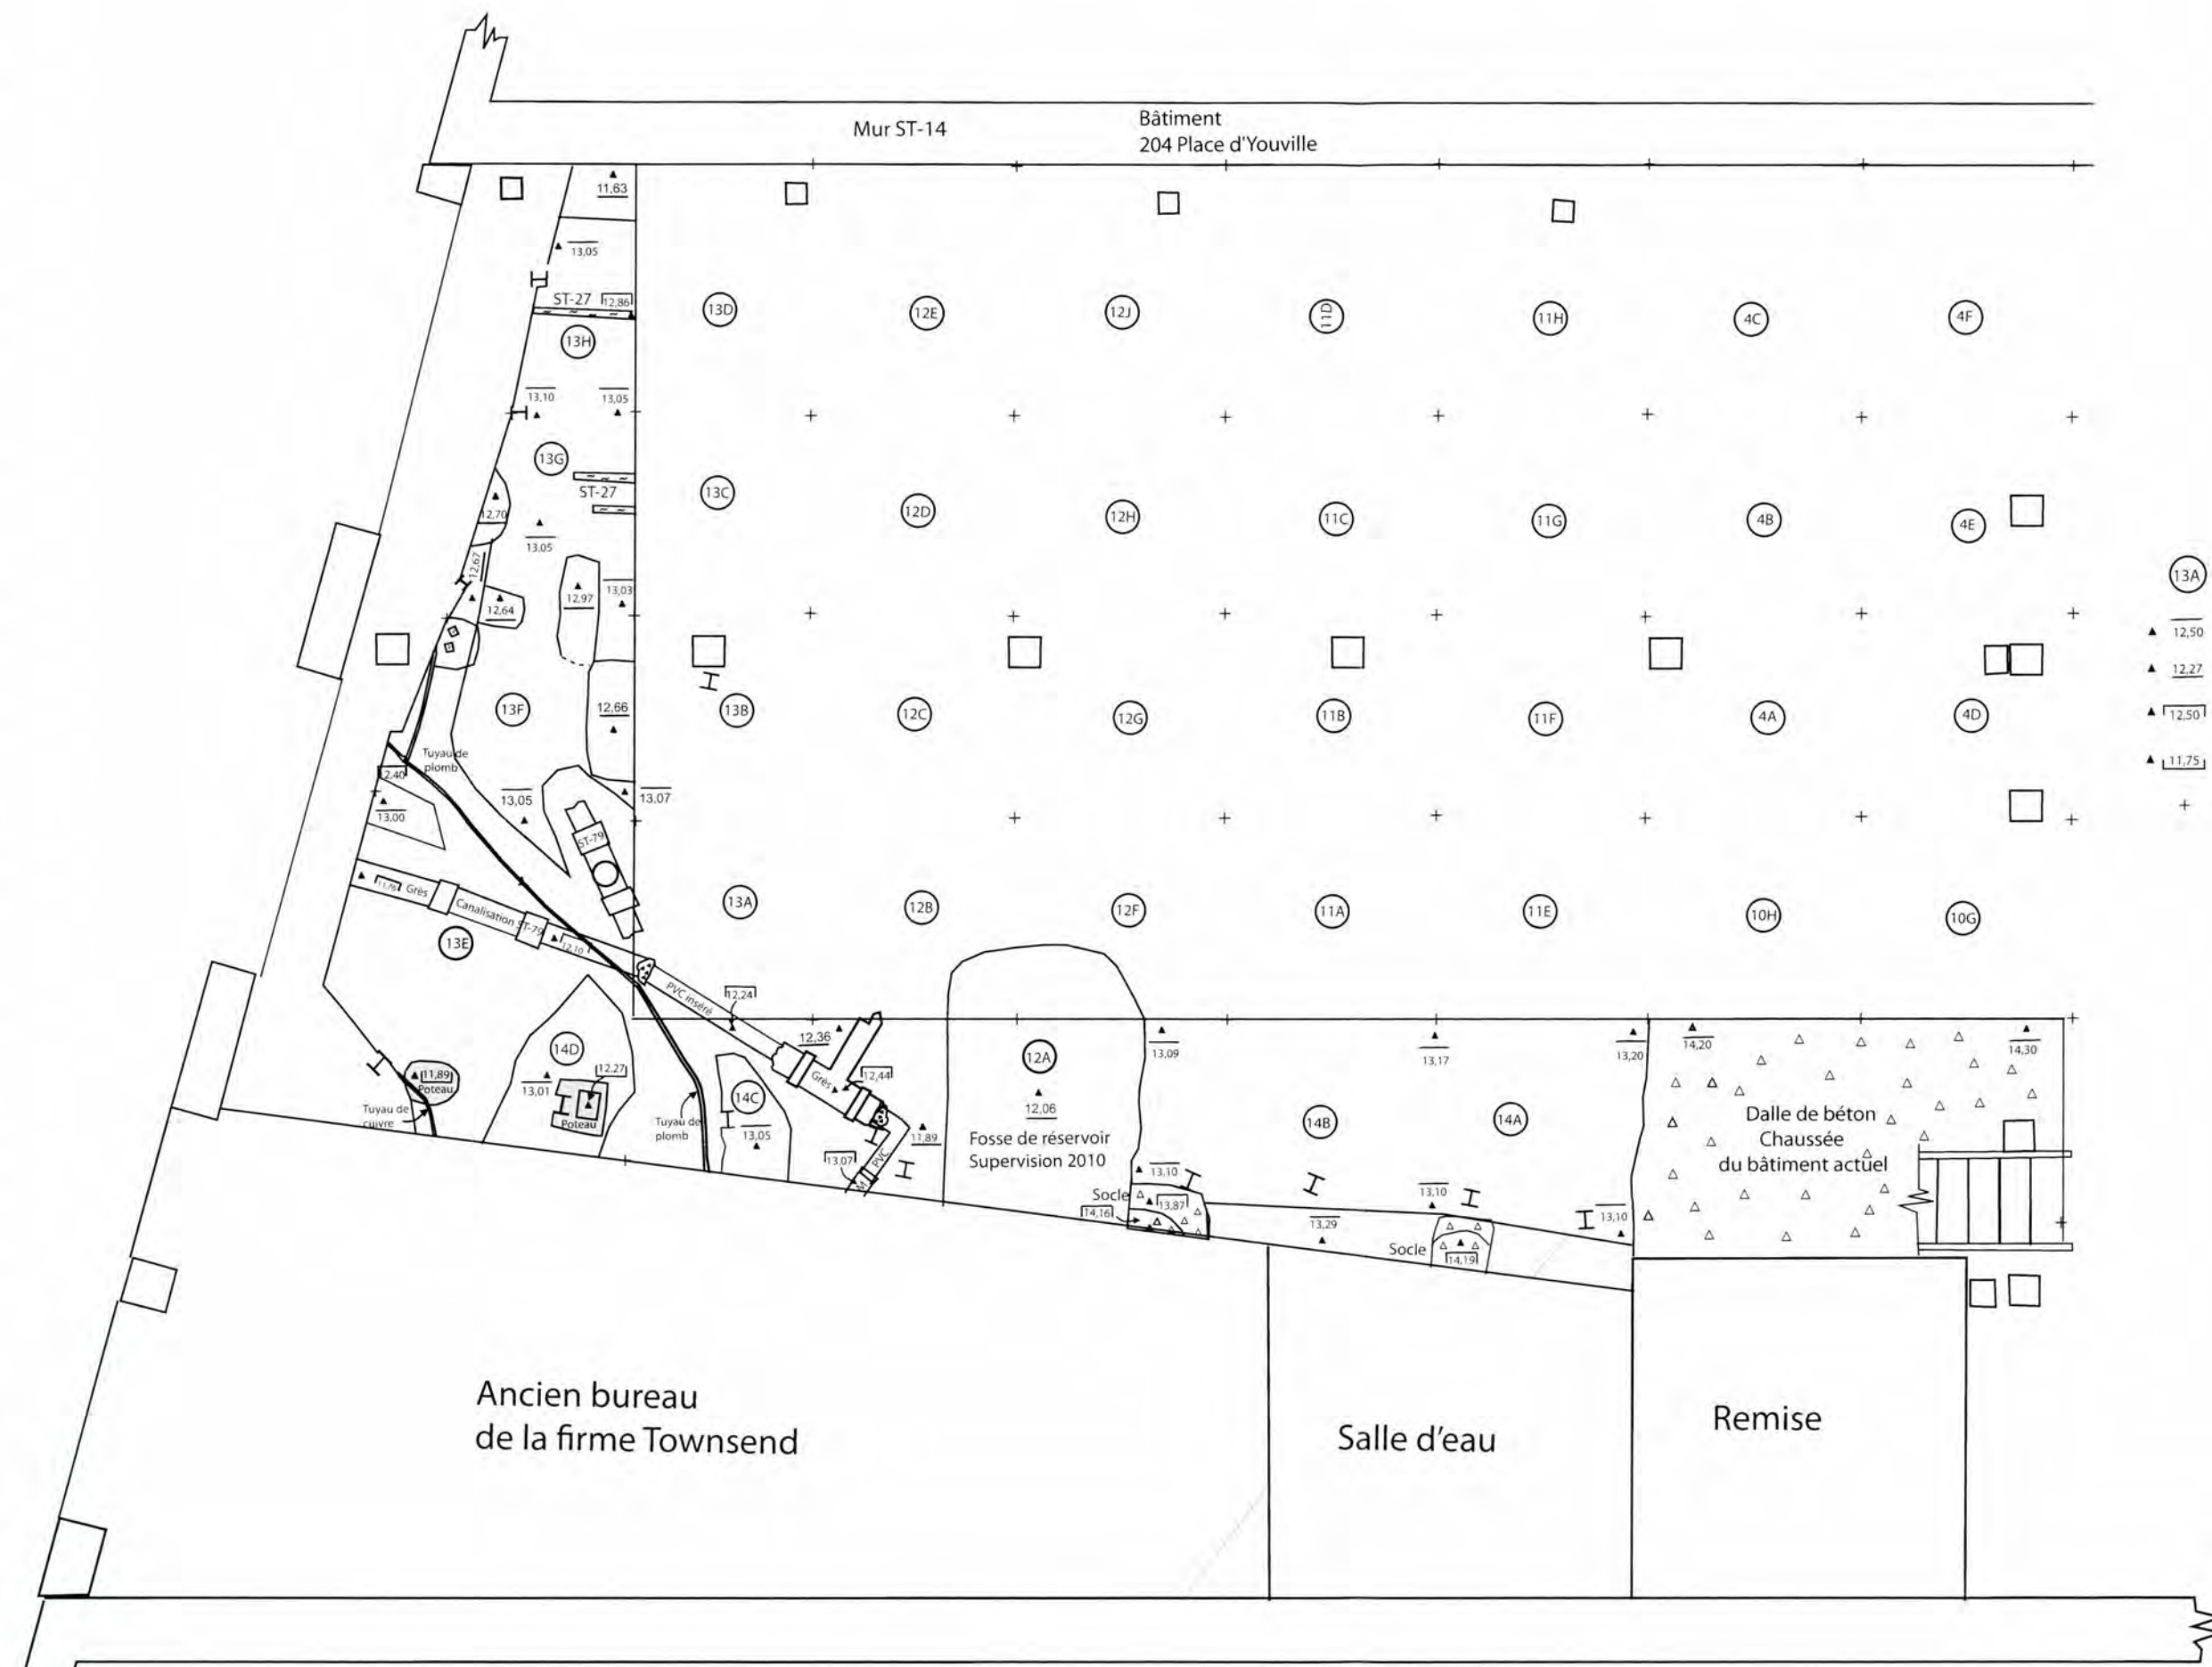 Mur ST-14
Bâtiment
204 Place d'Youville
11,63
13,05
ST-27 12,86
13D
12E
12J
11D
11H
4C
4F
13H
13,10
13,05
13G
ST-27
13C
12D
12H
11C
11G
4B
4E
12,70
13,05
12,67
12,64
12,97
13,03
13A
12,50
12,27
12,50
11,75
13F
12,66
13B
12C
12G
11B
11F
4A
4D
Tuyau de
plomb
2,40
13,00
13,05
13,07
ST-79
Grès
Canalisation ST-79
12,10
13E
13A
12B
12F
11A
11E
10H
10G
PVC inséré
12,24
12,36
Grès
12,44
14D
13,01
12,27
Poteau
11,89
Poteau
Tuyau de
cuivre
Tuyau de
plomb
14C
13,05
11,89
PVC
13,07
M
12A
12,06
Fosse de réservoir
Supervision 2010
13,09
13,17
13,20
14,20
14,30
14B
14A
Dalle de béton
Chaussée
du bâtiment actuel
13,10
Socle
13,87
14,16
13,29
13,10
Socle
14,19
13,10
Ancien bureau
de la firme Townsend
Salle d'eau
Remise